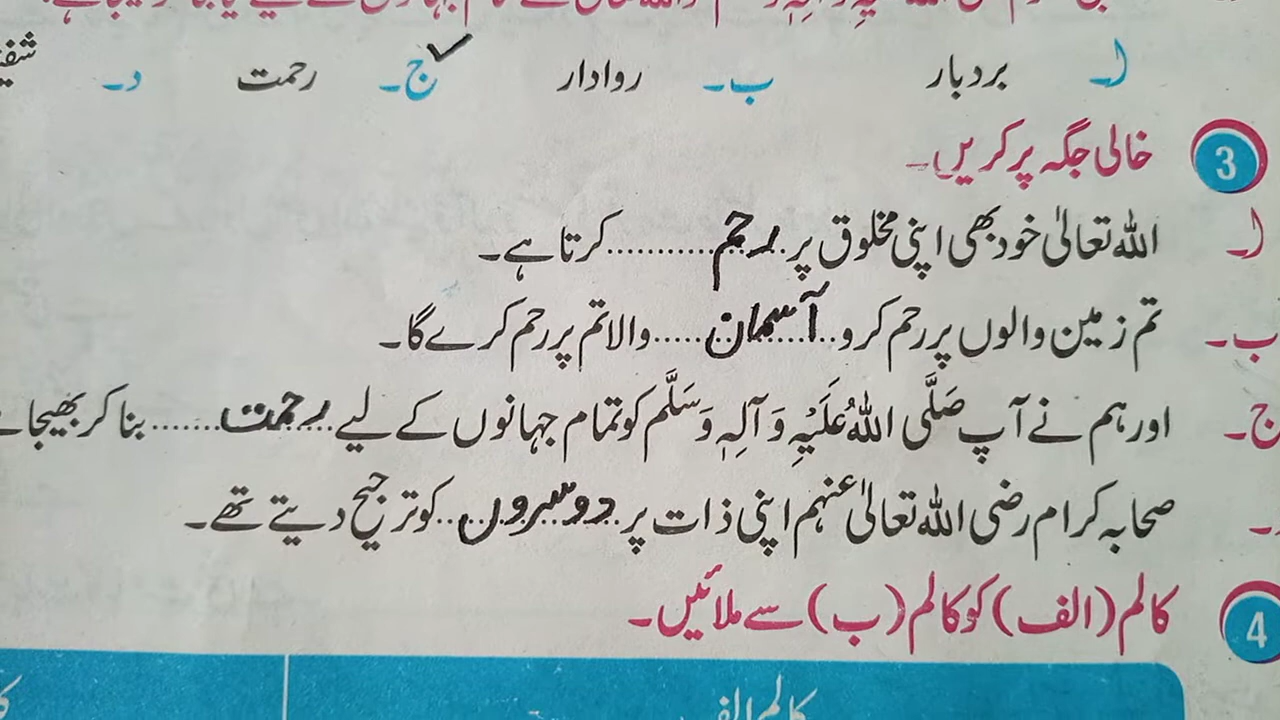 ا۔ بردبار ب۔ روادار ج۔ ✓ رحمت د۔
3 خالی جگہ پر کریں۔
ا۔ اللہ تعالیٰ خود بھی اپنی مخلوق پر رحم کرتا ہے۔
ب۔ تم زمین والوں پر رحم کرو آسمان والا تم پر رحم کرے گا۔
ج۔ اور ہم نے آپ صَلَّی اللہُ عَلَیْہِ وَآلِہٖ وَسَلَّم کو تمام جہانوں کے لیے رحمت بنا کر بھیجا
صحابہ کرام رضی اللہ تعالیٰ عنہم اپنی ذات پر دوسروں کو ترجیح دیتے تھے۔
4 کالم (الف) کو کالم (ب) سے ملائیں۔
کالم الف